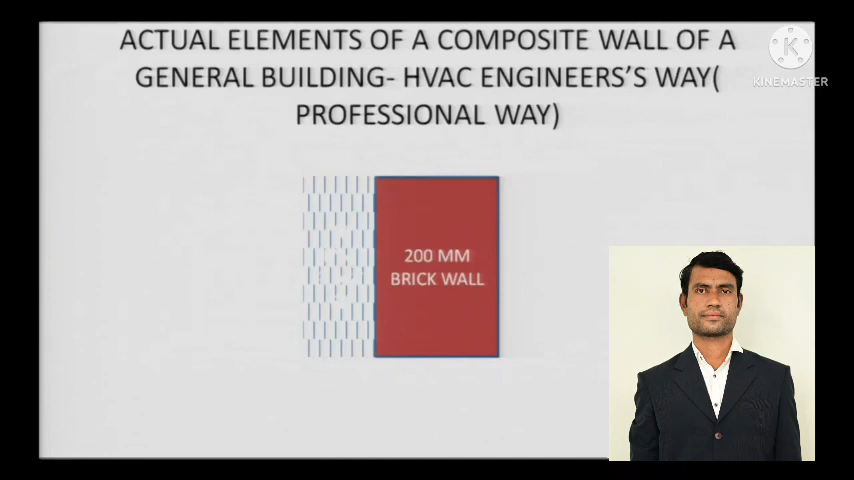 ACTUAL ELEMENTS OF A COMPOSITE WALL OF A
GENERAL BUILDING- HVAC ENGINEERS'S WAY(
PROFESSIONAL WAY)
KINEMASTER
200 MM
BRICK WALL